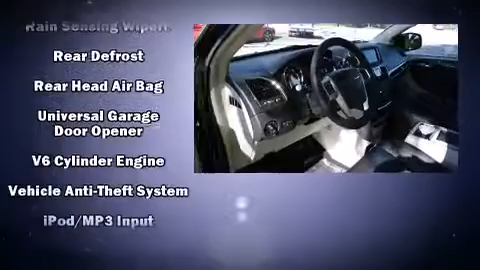 Rain Sensing Wipers
Rear Defrost
Rear Head Air Bag
Universal Garage
Door Opener
V6 Cylinder Engine
Vehicle Anti-Theft System
iPod/MP3 Input